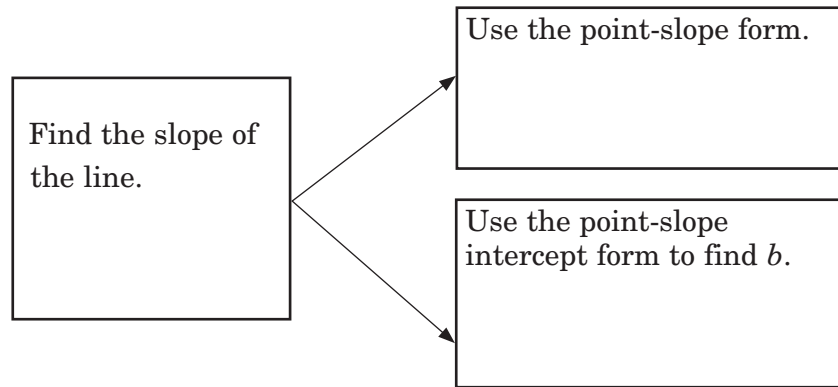 Use the point-slope form.
Find the slope of
the line.
Use the point-slope
intercept form to find b.